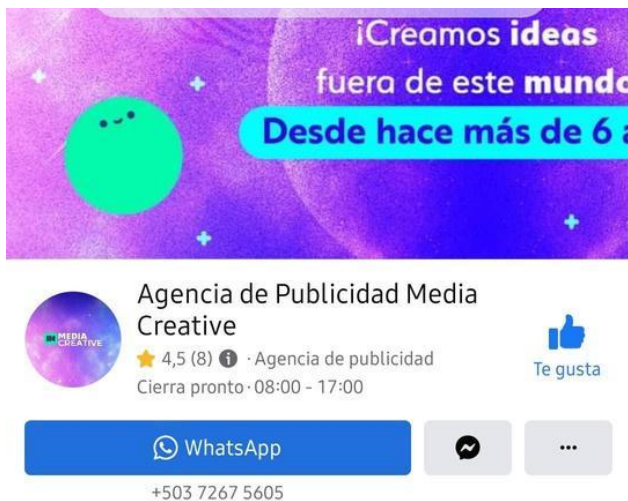 ¡Creamos ideas
fuera de este mundo
Desde hace más de 6 a
Agencia de Publicidad Media
Creative
MEDIA
CREATIVE
4,5 (8) · Agencia de publicidad
Cierra pronto · 08:00 - 17:00
Te gusta
WhatsApp
+503 7267 5605